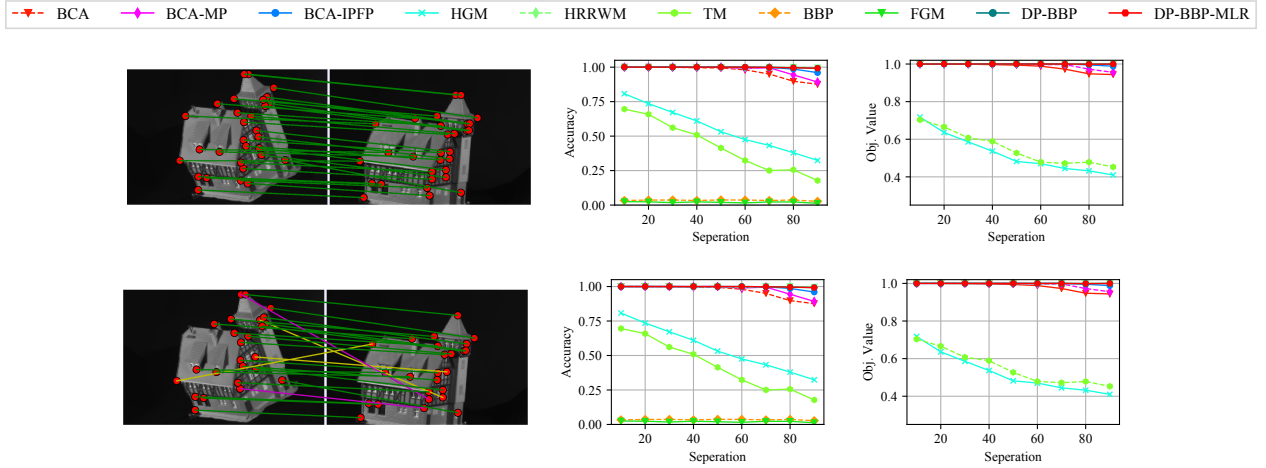 BCA BCA-MP BCA-IPFP HGM HRRWM TM BBP FGM DP-BBP DP-BBP-MLR
1.00
0.75
0.50
0.25
0.00
Accuracy
20 40 60 80
Seperation
1.0
0.8
0.6
0.4
Obj. Value
20 40 60 80
Seperation
1.00
0.75
0.50
0.25
0.00
Accuracy
20 40 60 80
Seperation
1.0
0.8
0.6
0.4
Obj. Value
20 40 60 80
Seperation